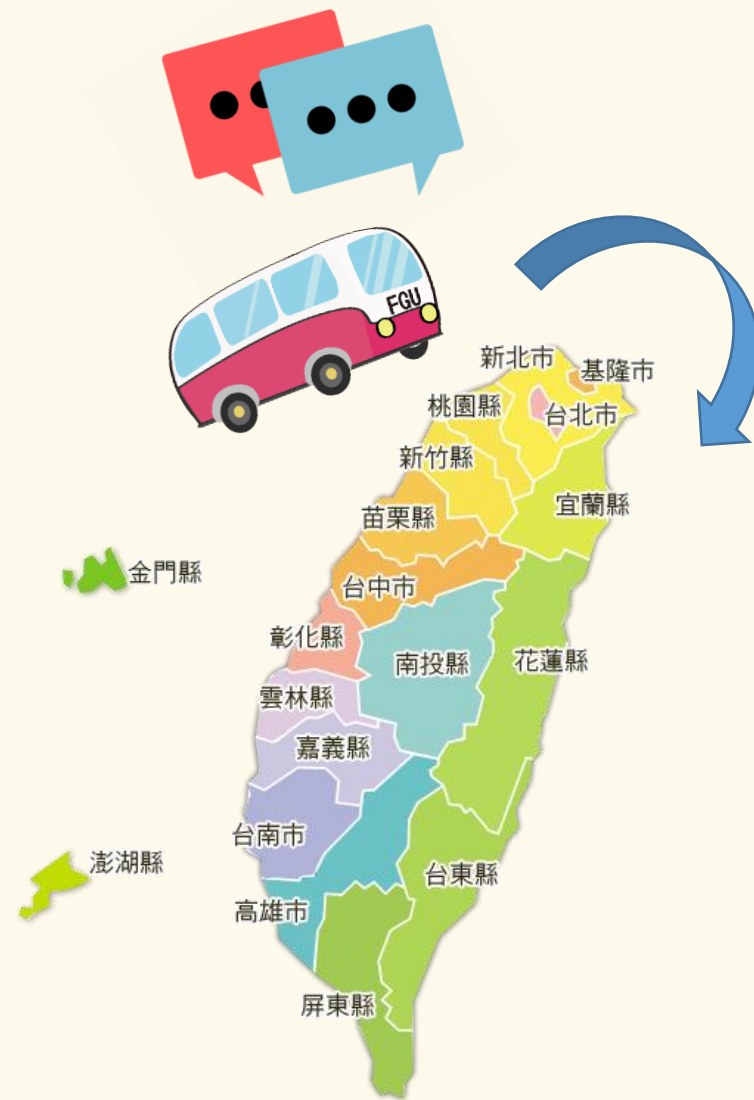 FGU
新北市
基隆市
桃園縣
台北市
新竹縣
宜蘭縣
苗栗縣
金門縣
台中市
彰化縣
南投縣
花蓮縣
雲林縣
嘉義縣
台南市
澎湖縣
台東縣
高雄市
屏東縣